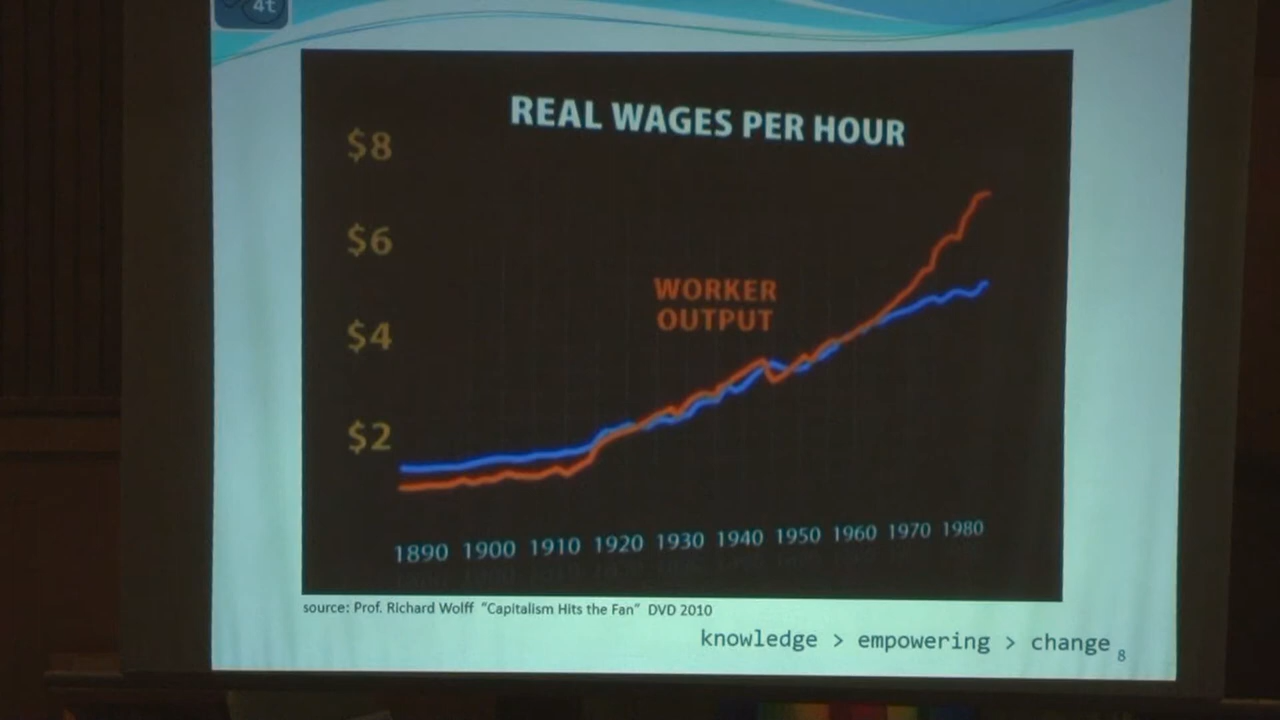 4t
REAL WAGES PER HOUR
$8
$6
WORKER
OUTPUT
$4
$2
1890 1900 1910 1920 1930 1940 1950 1960 1970 1980
source: Prof. Richard Wolff "Capitalism Hits the Fan" DVD 2010
knowledge > empowering > change 8